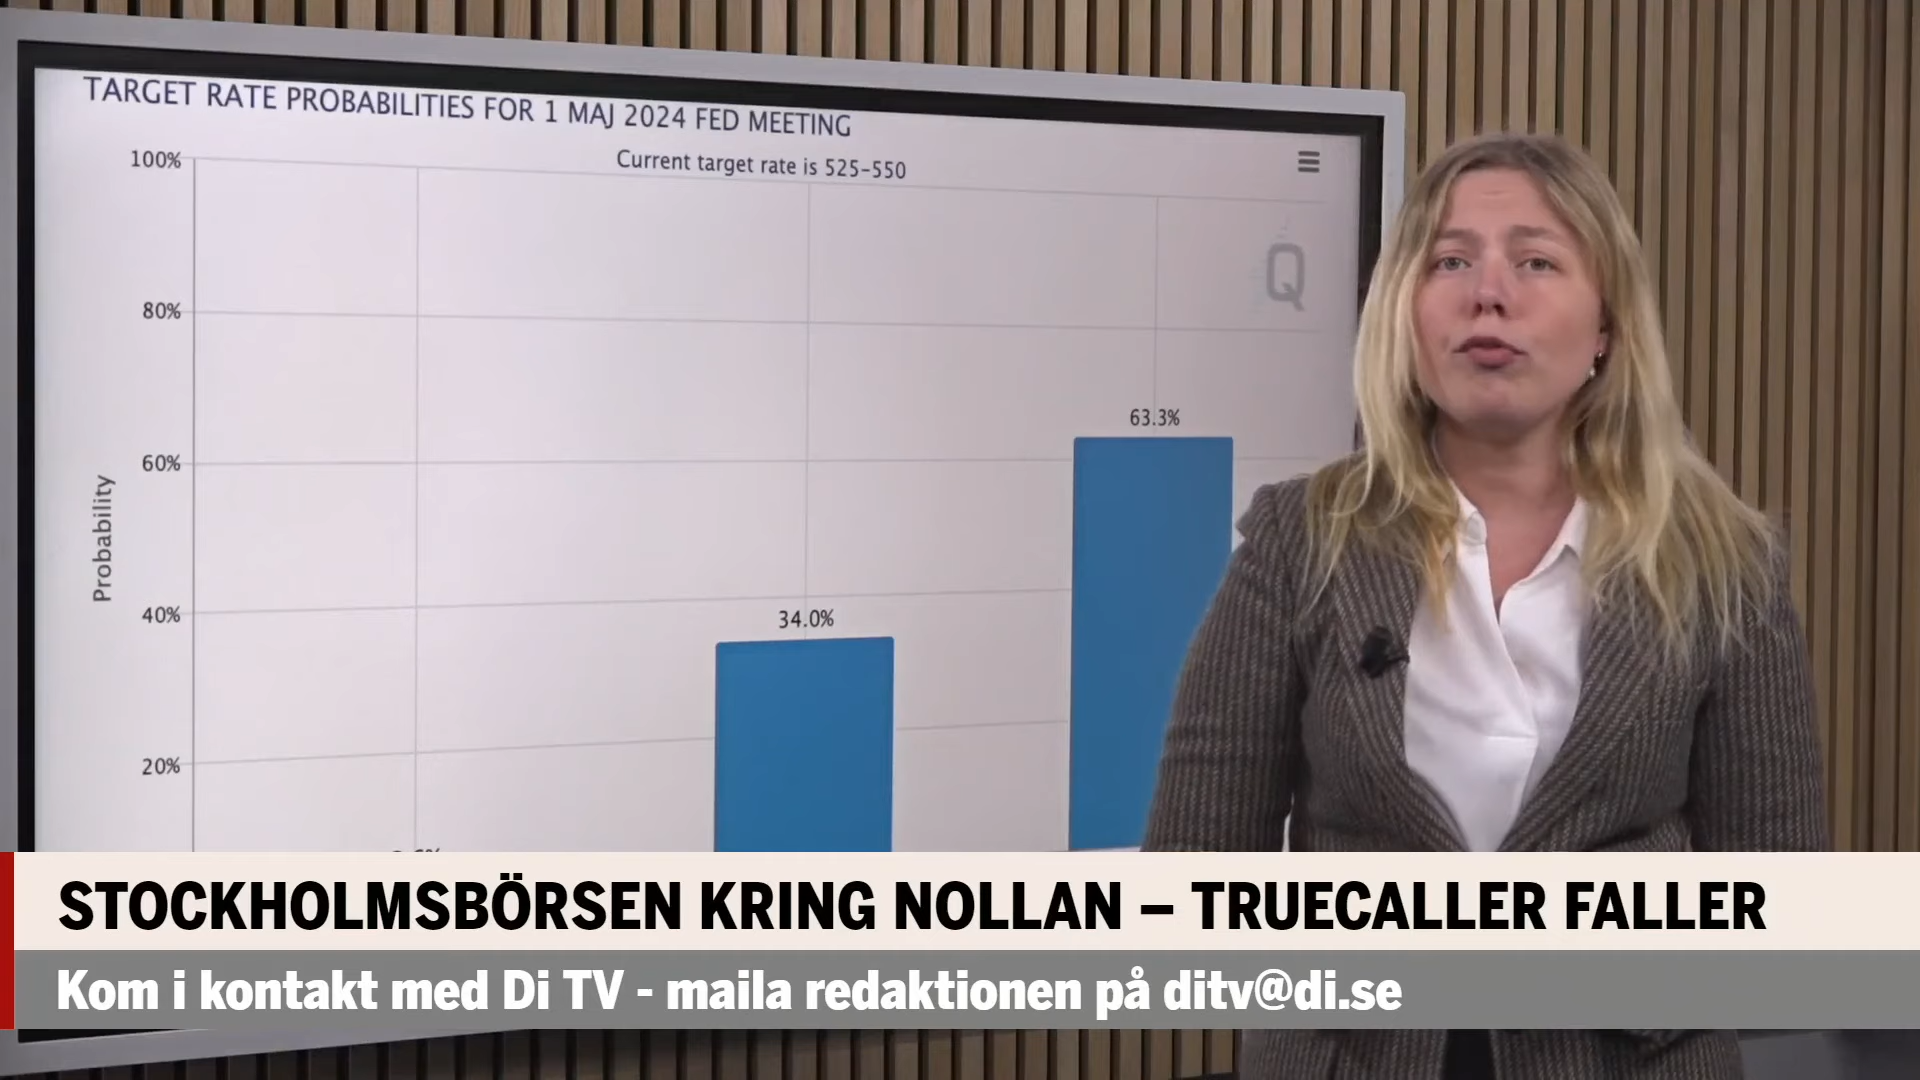 TARGET RATE PROBABILITIES FOR 1 MAJ 2024 FED MEETING
Current target rate is 525–550
100%
Q
80%
63.3%
60%
Probability
34.0%
40%
20%
STOCKHOLMSBÖRSEN KRING NOLLAN – TRUECALLER FALLER
Kom i kontakt med Di TV - maila redaktionen på ditv@di.se